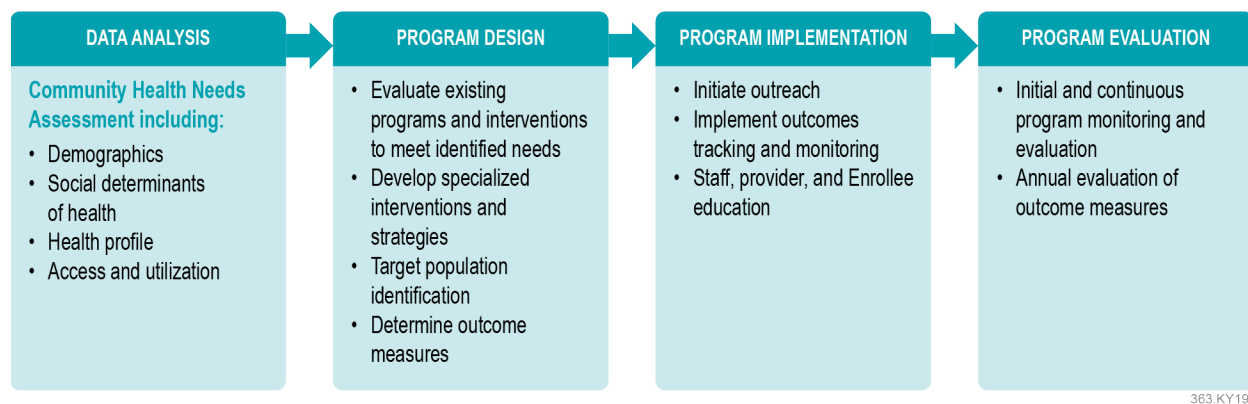 DATA ANALYSIS
Community Health Needs
Assessment including:
• Demographics
• Social determinants
of health
• Health profile
• Access and utilization
PROGRAM DESIGN
• Evaluate existing
programs and interventions
to meet identified needs
• Develop specialized
interventions and
strategies
• Target population
identification
• Determine outcome
measures
PROGRAM IMPLEMENTATION
• Initiate outreach
• Implement outcomes
tracking and monitoring
• Staff, provider, and Enrollee
education
PROGRAM EVALUATION
• Initial and continuous
program monitoring and
evaluation
• Annual evaluation of
outcome measures
363.KY19